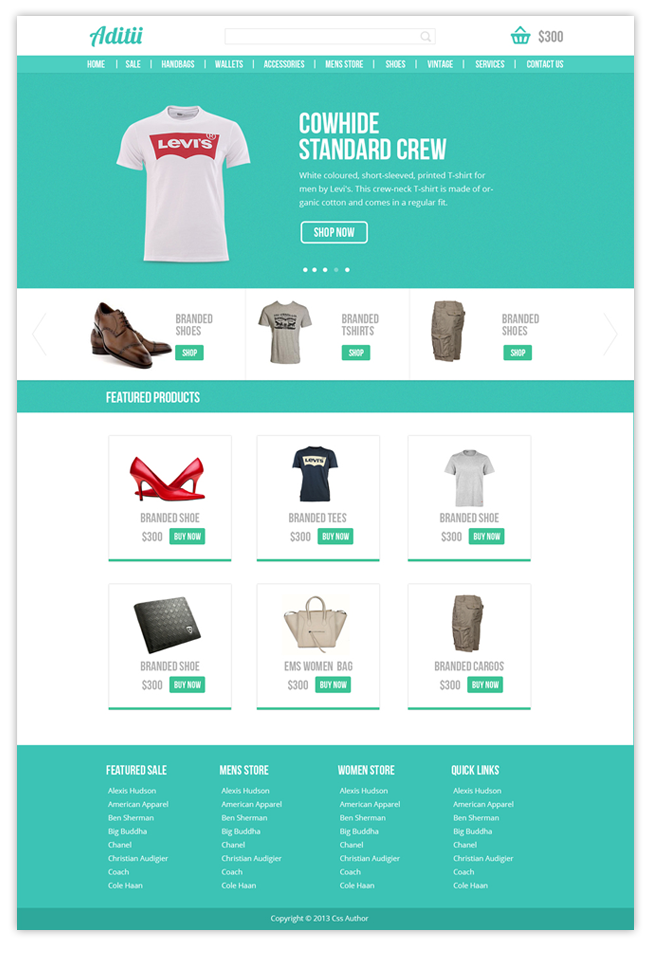 Aditii
$300
HOME | SALE | HANDBAGS | WALLETS | ACCESSORIES | MENS STORE | SHOES | VINTAGE | SERVICES | CONTACT US
LEVI'S
COWHIDE
STANDARD CREW
White coloured, short-sleeved, printed T-shirt for
men by Levi's. This crew-neck T-shirt is made of or-
ganic cotton and comes in a regular fit.
SHOP NOW
BRANDED
SHOES
SHOP
BRANDED
TSHIRTS
SHOP
BRANDED
SHOES
SHOP
FEATURED PRODUCTS
BRANDED SHOE
$300 BUY NOW
LEVI'S
BRANDED TEES
$300 BUY NOW
BRANDED SHOE
$300 BUY NOW
BRANDED SHOE
$300 BUY NOW
EMS WOMEN BAG
$300 BUY NOW
BRANDED CARGOS
$300 BUY NOW
FEATURED SALE
Alexis Hudson
American Apparel
Ben Sherman
Big Buddha
Chanel
Christian Audigier
Coach
Cole Haan
MENS STORE
Alexis Hudson
American Apparel
Ben Sherman
Big Buddha
Chanel
Christian Audigier
Coach
Cole Haan
WOMEN STORE
Alexis Hudson
American Apparel
Ben Sherman
Big Buddha
Chanel
Christian Audigier
Coach
Cole Haan
QUICK LINKS
Alexis Hudson
American Apparel
Ben Sherman
Big Buddha
Chanel
Christian Audigier
Coach
Cole Haan
Copyright © 2013 Css Author